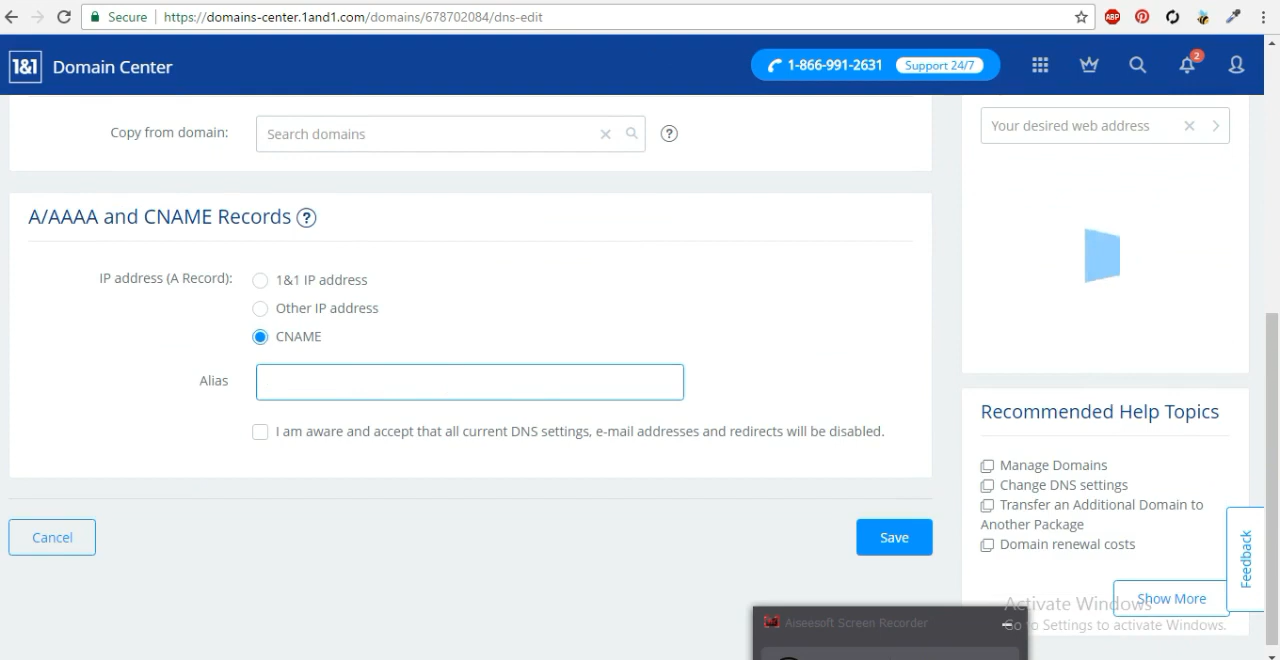 Secure
https://domains-center.1and1.com/domains/678702084/dns-edit
ABP
1&1 Domain Center
1-866-991-2631 Support 24/7
2
Copy from domain: Search domains ?
Your desired web address
A/AAAA and CNAME Records ?
IP address (A Record): 1&1 IP address
Other IP address
CNAME
Alias
I am aware and accept that all current DNS settings, e-mail addresses and redirects will be disabled.
Cancel
Save
Recommended Help Topics
Manage Domains
Change DNS settings
Transfer an Additional Domain to
Another Package
Domain renewal costs
Show More
Feedback
Activate Windows
Go to Settings to activate Windows.
Aiseesoft Screen Recorder